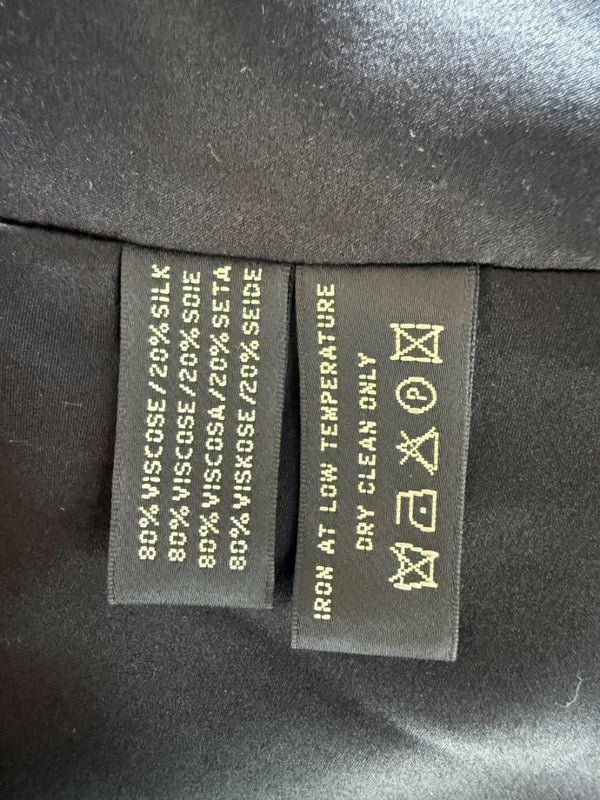 80% VISCOSE/20% SILK
80% VISCOSE/20% SOIE
80% VISCOSA/20% SETA
80% VISKOSE/20% SEIDE
IRON AT LOW TEMPERATURE
DRY CLEAN ONLY
P